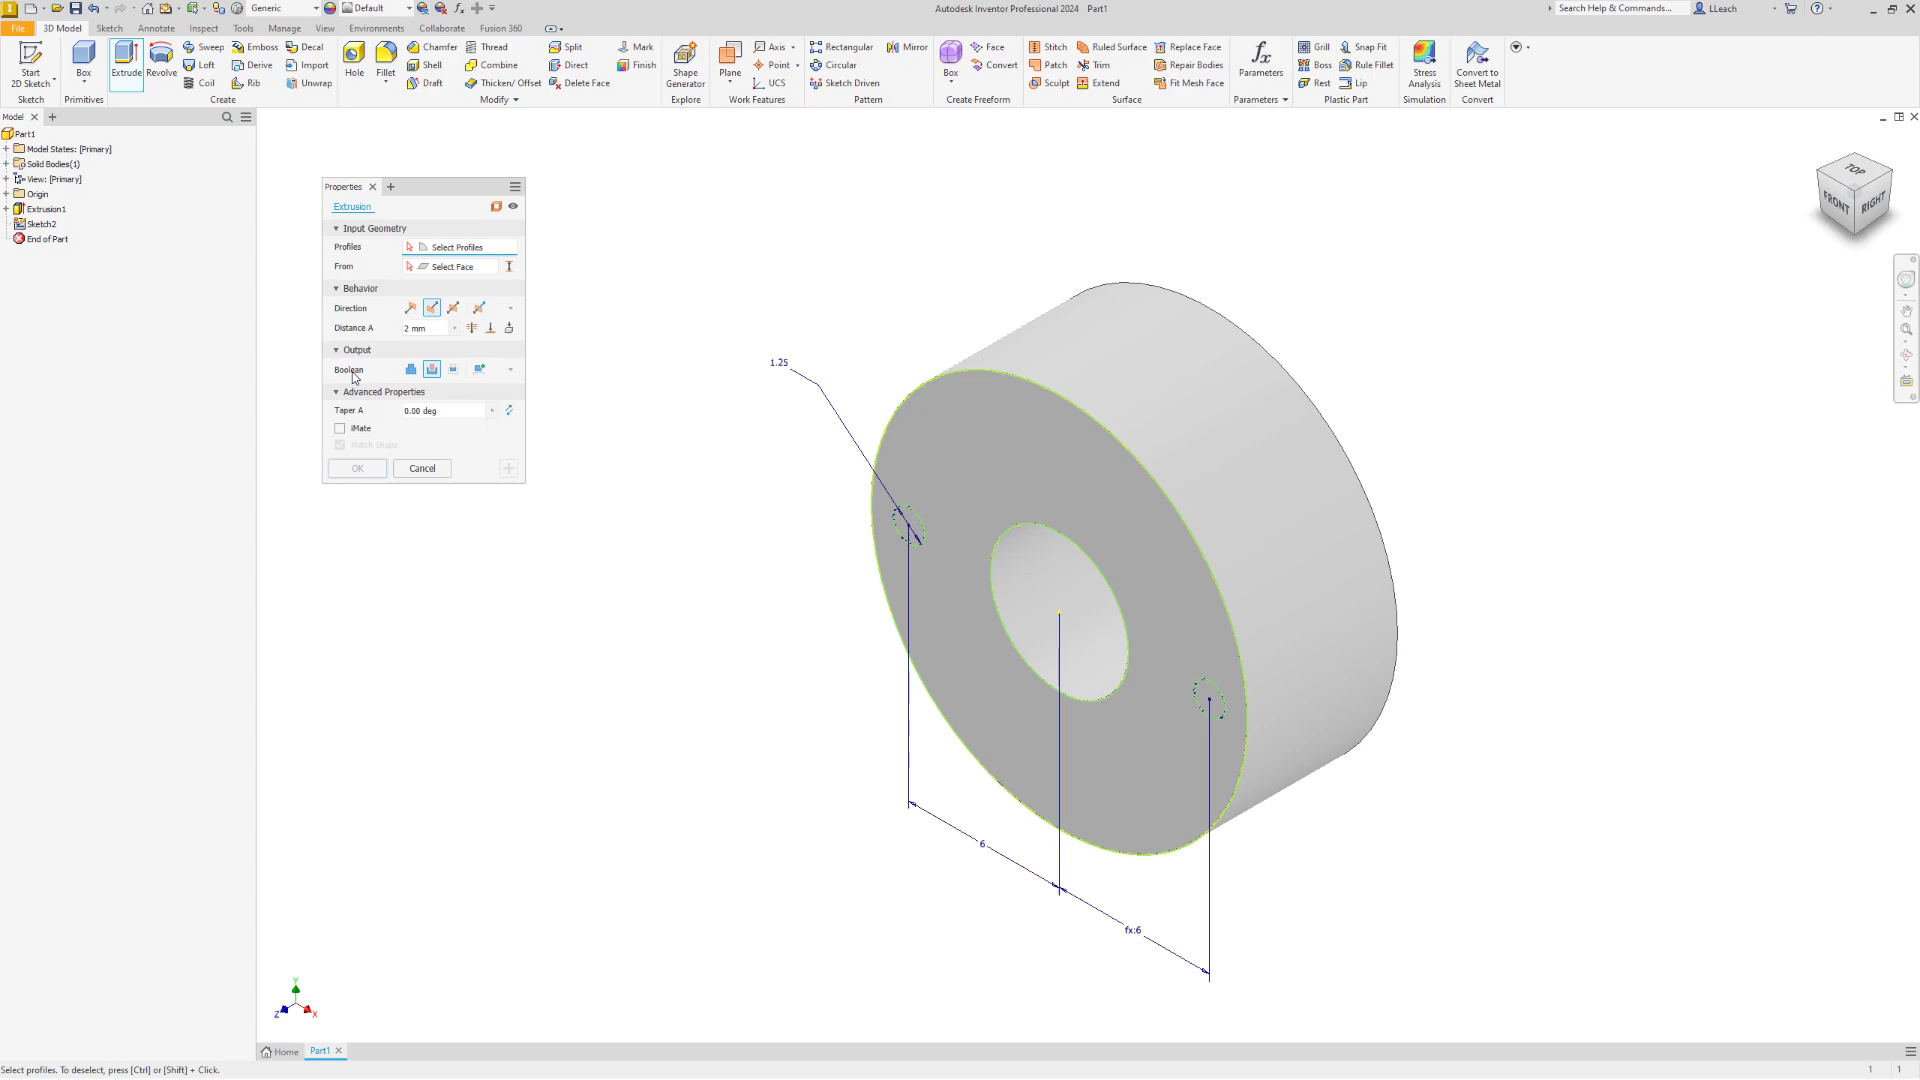 Generic
Default
Autodesk Inventor Professional 2024 Part1
Search Help & Commands...
LLeach
File 3D Model Sketch Annotate Inspect Tools Manage View Environments Collaborate Fusion 360
Start
2D Sketch
Sketch
Box
Primitives
Extrude
Revolve
Sweep
Loft
Coil
Emboss
Derive
Rib
Decal
Import
Unwrap
Create
Hole
Fillet
Chamfer
Shell
Draft
Thread
Combine
Thicken/ Offset
Split
Direct
Delete Face
Mark
Finish
Modify
Shape
Generator
Explore
Plane
Axis
Point
UCS
Work Features
Rectangular
Circular
Sketch Driven
Mirror
Pattern
Box
Face
Convert
Create Freeform
Stitch
Patch
Sculpt
Ruled Surface
Trim
Extend
Replace Face
Repair Bodies
Fit Mesh Face
Surface
fx
Parameters
Parameters
Grill
Boss
Rest
Snap Fit
Rule Fillet
Lip
Plastic Part
Stress
Analysis
Simulation
Convert to
Sheet Metal
Convert
Model
Part1
Model States: [Primary]
Solid Bodies(1)
View: [Primary]
Origin
Extrusion1
Sketch2
End of Part
Properties
Extrusion
Input Geometry
Profiles Select Profiles
From Select Face
Behavior
Direction
Distance A 2 mm
Output
Boolean
Advanced Properties
Taper A 0.00 deg
iMate
Match Shape
OK Cancel
1.25
6
fx:6
TOP
FRONT
RIGHT
Y
Z
X
Home Part1
Select profiles. To deselect, press [Ctrl] or [Shift] + Click.
1 1